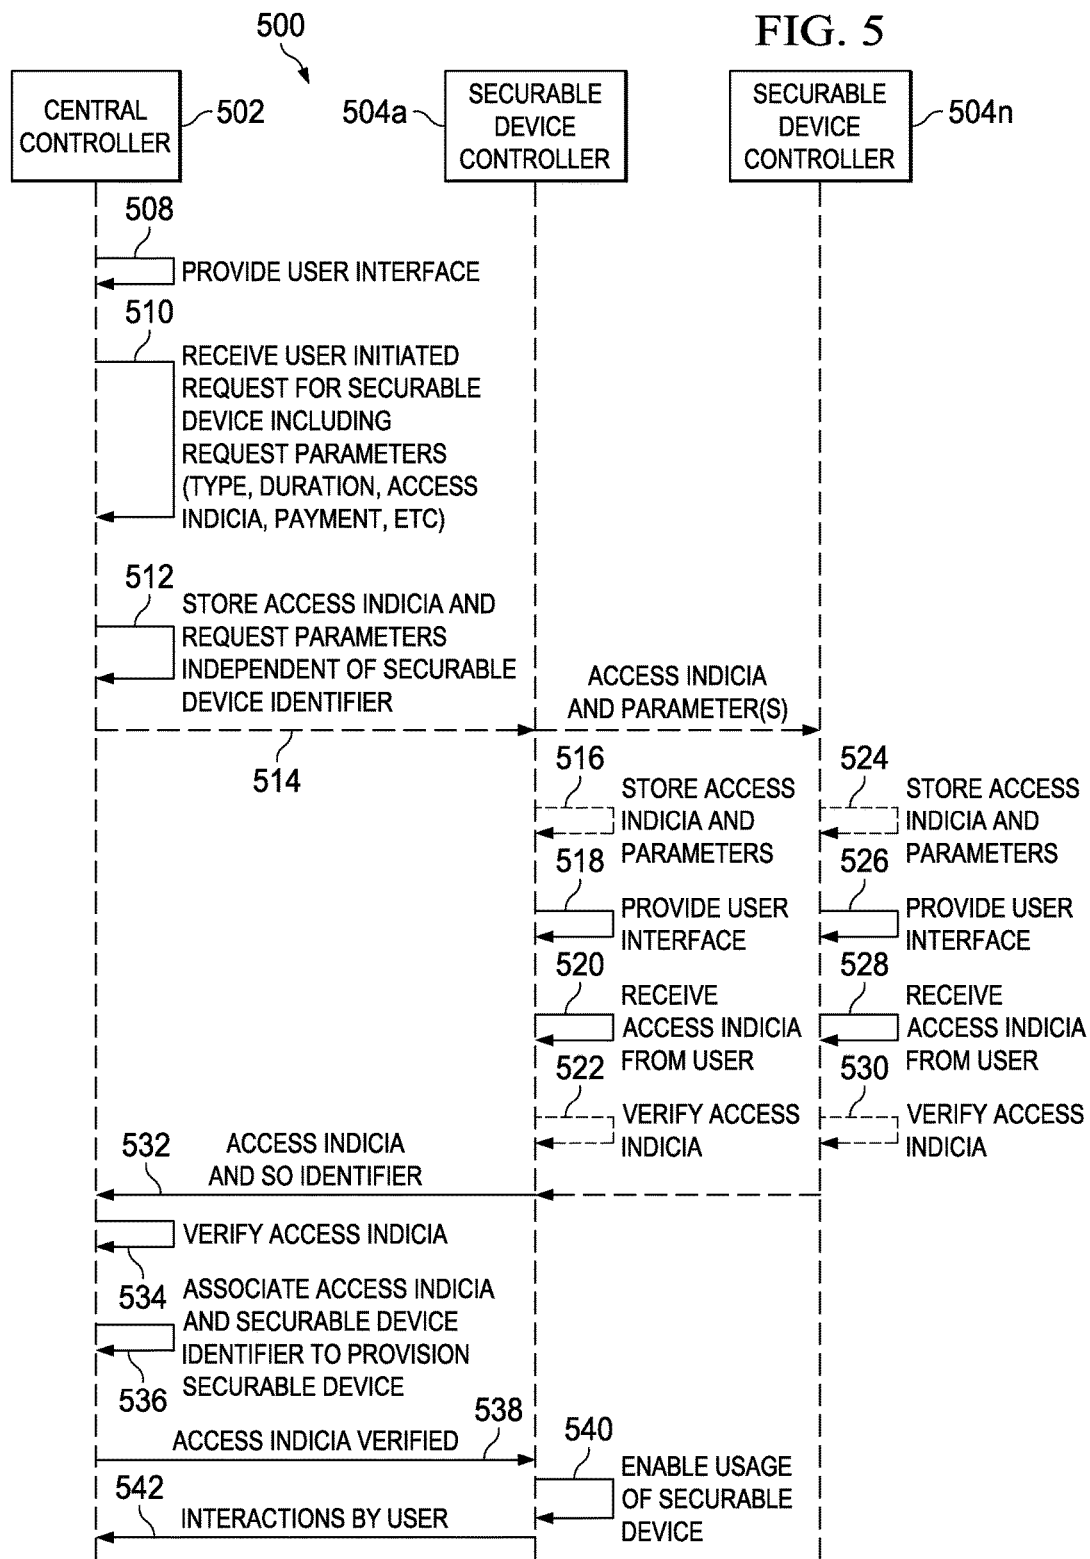 500
FIG. 5
CENTRAL
CONTROLLER
502
504a
SECURABLE
DEVICE
CONTROLLER
SECURABLE
DEVICE
CONTROLLER
504n
508
PROVIDE USER INTERFACE
510
RECEIVE USER INITIATED
REQUEST FOR SECURABLE
DEVICE INCLUDING
REQUEST PARAMETERS
(TYPE, DURATION, ACCESS
INDICIA, PAYMENT, ETC)
512
STORE ACCESS INDICIA AND
REQUEST PARAMETERS
INDEPENDENT OF SECURABLE
DEVICE IDENTIFIER
ACCESS INDICIA
AND PARAMETER(S)
514
516
STORE ACCESS
INDICIA AND
PARAMETERS
524
STORE ACCESS
INDICIA AND
PARAMETERS
518
PROVIDE USER
INTERFACE
526
PROVIDE USER
INTERFACE
520
RECEIVE
ACCESS INDICIA
FROM USER
528
RECEIVE
ACCESS INDICIA
FROM USER
522
VERIFY ACCESS
INDICIA
530
VERIFY ACCESS
INDICIA
532
ACCESS INDICIA
AND SO IDENTIFIER
VERIFY ACCESS INDICIA
534
ASSOCIATE ACCESS INDICIA
AND SECURABLE DEVICE
IDENTIFIER TO PROVISION
SECURABLE DEVICE
536
ACCESS INDICIA VERIFIED
538
540
ENABLE USAGE
OF SECURABLE
DEVICE
542
INTERACTIONS BY USER